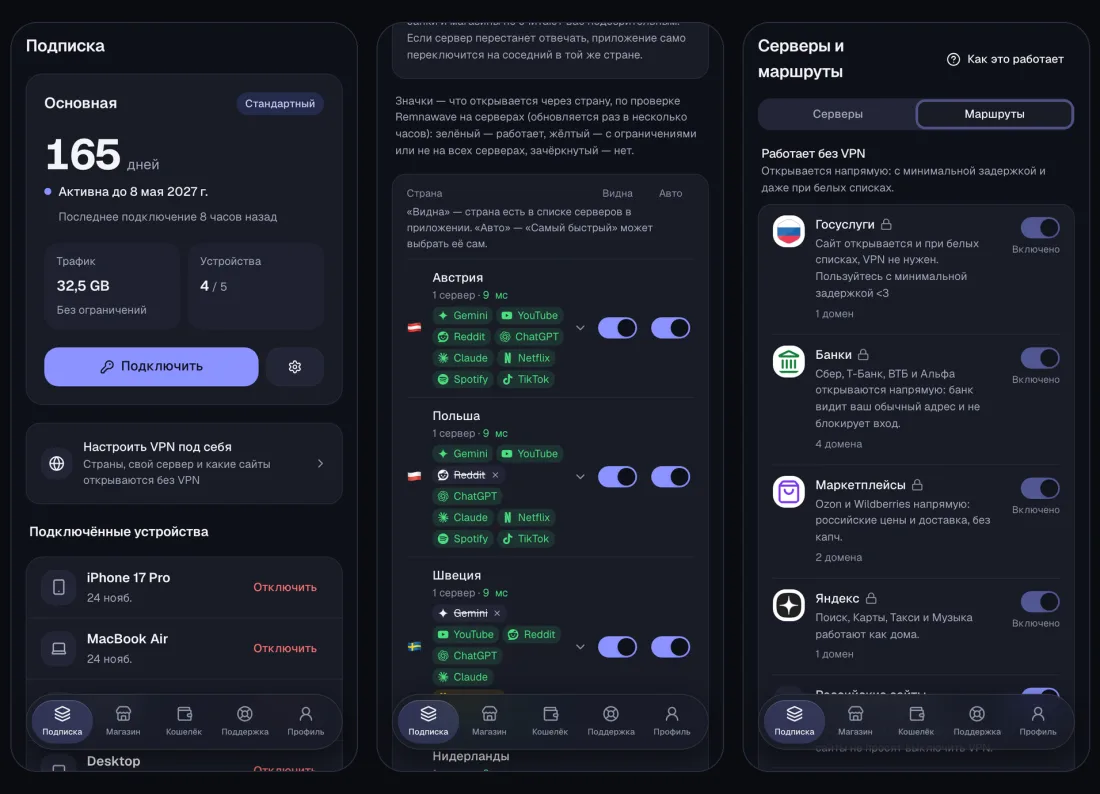 Подписка
Основная
Стандартный
165 дней
Активна до 8 мая 2027 г.
Последнее подключение 8 часов назад
Трафик
32,5 GB
Без ограничений
Устройства
4 / 5
Подключить
Настроить VPN под себя
Страны, свой сервер и какие сайты
открываются без VPN
Подключённые устройства
iPhone 17 Pro
24 нояб.
Отключить
MacBook Air
24 нояб.
Отключить
Подписка
Магазин
Кошелёк
Поддержка
Профиль
Desktop
Отключить
Если сервер перестанет отвечать, приложение само
переключится на соседний в той же стране.
Значки — что открывается через страну, по проверке
Remnawave на серверах (обновляется раз в несколько
часов): зелёный — работает, жёлтый — с ограничениями
или не на всех серверах, зачёркнутый — нет.
Страна
Видна
Авто
«Видна» — страна есть в списке серверов в
приложении. «Авто» — «Самый быстрый» может
выбрать её сам.
Австрия
1 сервер · 9 мс
Gemini
YouTube
Reddit
ChatGPT
Claude
Netflix
Spotify
TikTok
Польша
1 сервер · 9 мс
Gemini
YouTube
Reddit ×
ChatGPT
Claude
Netflix
Spotify
TikTok
Швеция
1 сервер · 9 мс
Gemini ×
YouTube
Reddit
ChatGPT
Claude
Подписка
Магазин
Кошелёк
Поддержка
Профиль
Нидерланды
Серверы и
маршруты
Как это работает
Серверы
Маршруты
Работает без VPN
Открывается напрямую: с минимальной задержкой и
даже при белых списках.
Госуслуги
Сайт открывается и при белых
списках, VPN не нужен.
Пользуйтесь с минимальной
задержкой <3
1 домен
Включено
Банки
Сбер, Т-Банк, ВТБ и Альфа
открываются напрямую: банк
видит ваш обычный адрес и не
блокирует вход.
4 домена
Включено
Маркетплейсы
Ozon и Wildberries напрямую:
российские цены и доставка, без
капч.
2 домена
Включено
Яндекс
Поиск, Карты, Такси и Музыка
работают как дома.
1 домен
Включено
Российские сайты
Подписка
Магазин
Кошелёк
Поддержка
Профиль
сайты не просят выключить VPN.